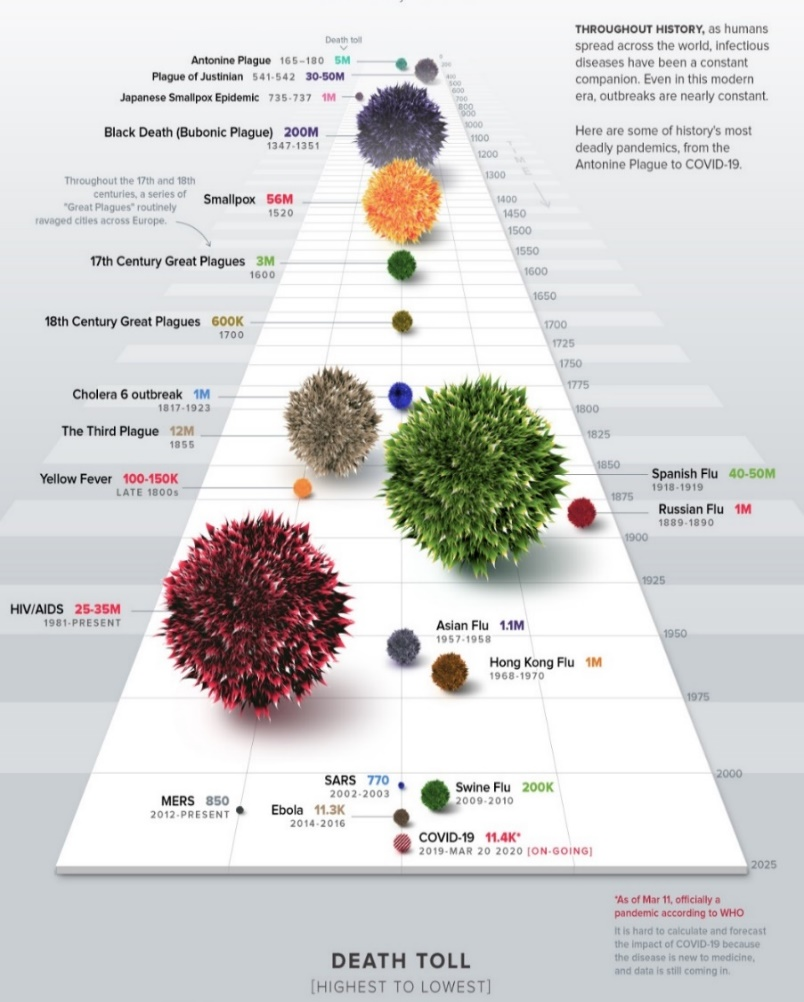 THROUGHOUT HISTORY, as humans
spread across the world, infectious
diseases have been a constant
companion. Even in this modern
era, outbreaks are nearly constant.
Here are some of history's most
deadly pandemics, from the
Antonine Plague to COVID-19.
Death toll
Antonine Plague 165-180 5M
Plague of Justinian 541-542 30-50M
Japanese Smallpox Epidemic 735-737 1M
Black Death (Bubonic Plague) 200M
1347-1351
Throughout the 17th and 18th
centuries, a series of
"Great Plagues" routinely
ravaged cities across Europe.
Smallpox 56M
1520
17th Century Great Plagues 3M
1600
18th Century Great Plagues 600K
1700
Cholera 6 outbreak 1M
1817-1923
The Third Plague 12M
1855
Yellow Fever 100-150K
LATE 1800s
Spanish Flu 40-50M
1918-1919
Russian Flu 1M
1889-1890
HIV/AIDS 25-35M
1981-PRESENT
Asian Flu 1.1M
1957-1958
Hong Kong Flu 1M
1968-1970
SARS 770
2002-2003
Swine Flu 200K
2009-2010
MERS 850
2012-PRESENT
Ebola 11.3K
2014-2016
COVID-19 11.4K*
2019-MAR 20 2020 [ON-GOING]
0
200
400
500
600
700
800
900
1000
1100
1200
1300
1400
1450
1500
1550
1600
1650
1700
1725
1750
1775
1800
1825
1850
1875
1900
1925
1950
1975
2000
2025
TIME
*As of Mar 11, officially a
pandemic according to WHO
It is hard to calculate and forecast
the impact of COVID-19 because
the disease is new to medicine,
and data is still coming in.
DEATH TOLL
[HIGHEST TO LOWEST]